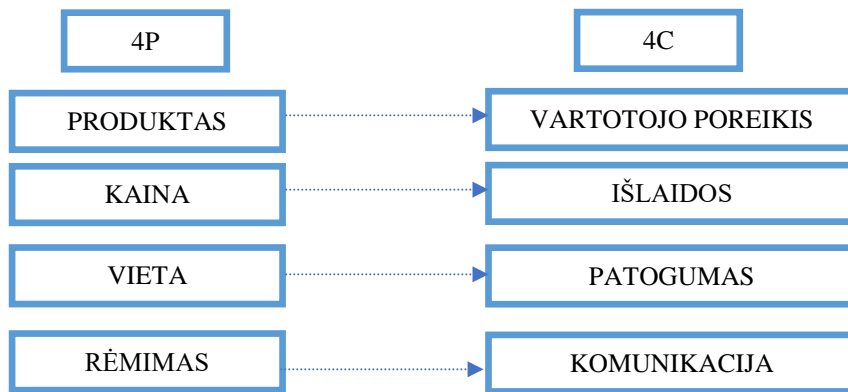 4P
4C
PRODUKTAS
VARTOTOJO POREIKIS
KAINA
IŠLAIDOS
VIETA
PATOGUMAS
RĖMIMAS
KOMUNIKACIJA